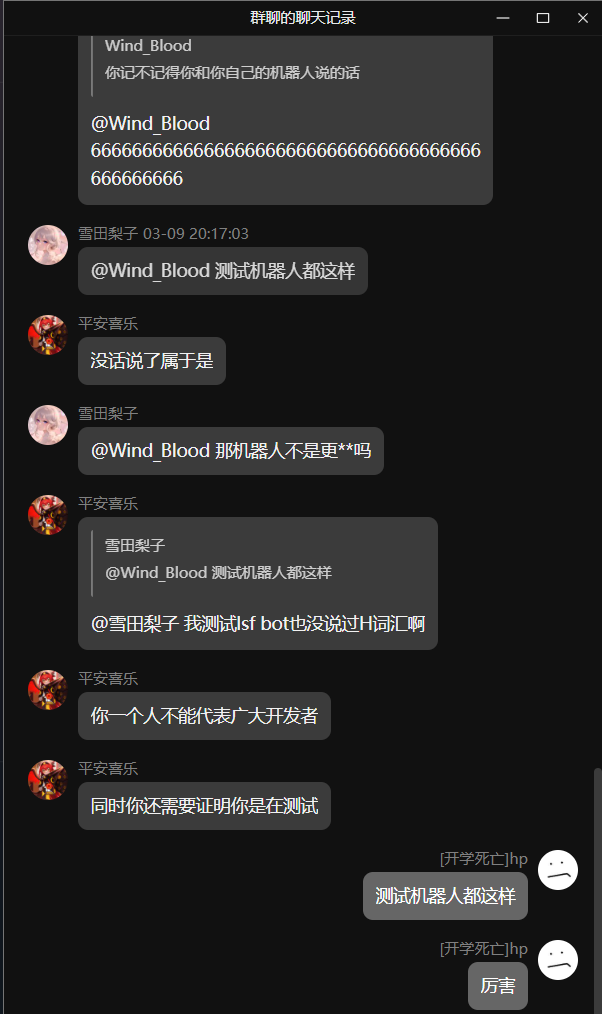 群聊的聊天记录
Wind_Blood
你记不记得你和你自己的机器人说的话
@Wind_Blood
66666666666666666666666666666666666666
666666666
雪田梨子 03-09 20:17:03
@Wind_Blood 测试机器人都这样
平安喜乐
没话说了属于是
雪田梨子
@Wind_Blood 那机器人不是更**吗
平安喜乐
雪田梨子
@Wind_Blood 测试机器人都这样
@雪田梨子 我测试lsf bot也没说过H词汇啊
平安喜乐
你一个人不能代表广大开发者
平安喜乐
同时你还需要证明你是在测试
[开学死亡]hp
测试机器人都这样
[开学死亡]hp
厉害